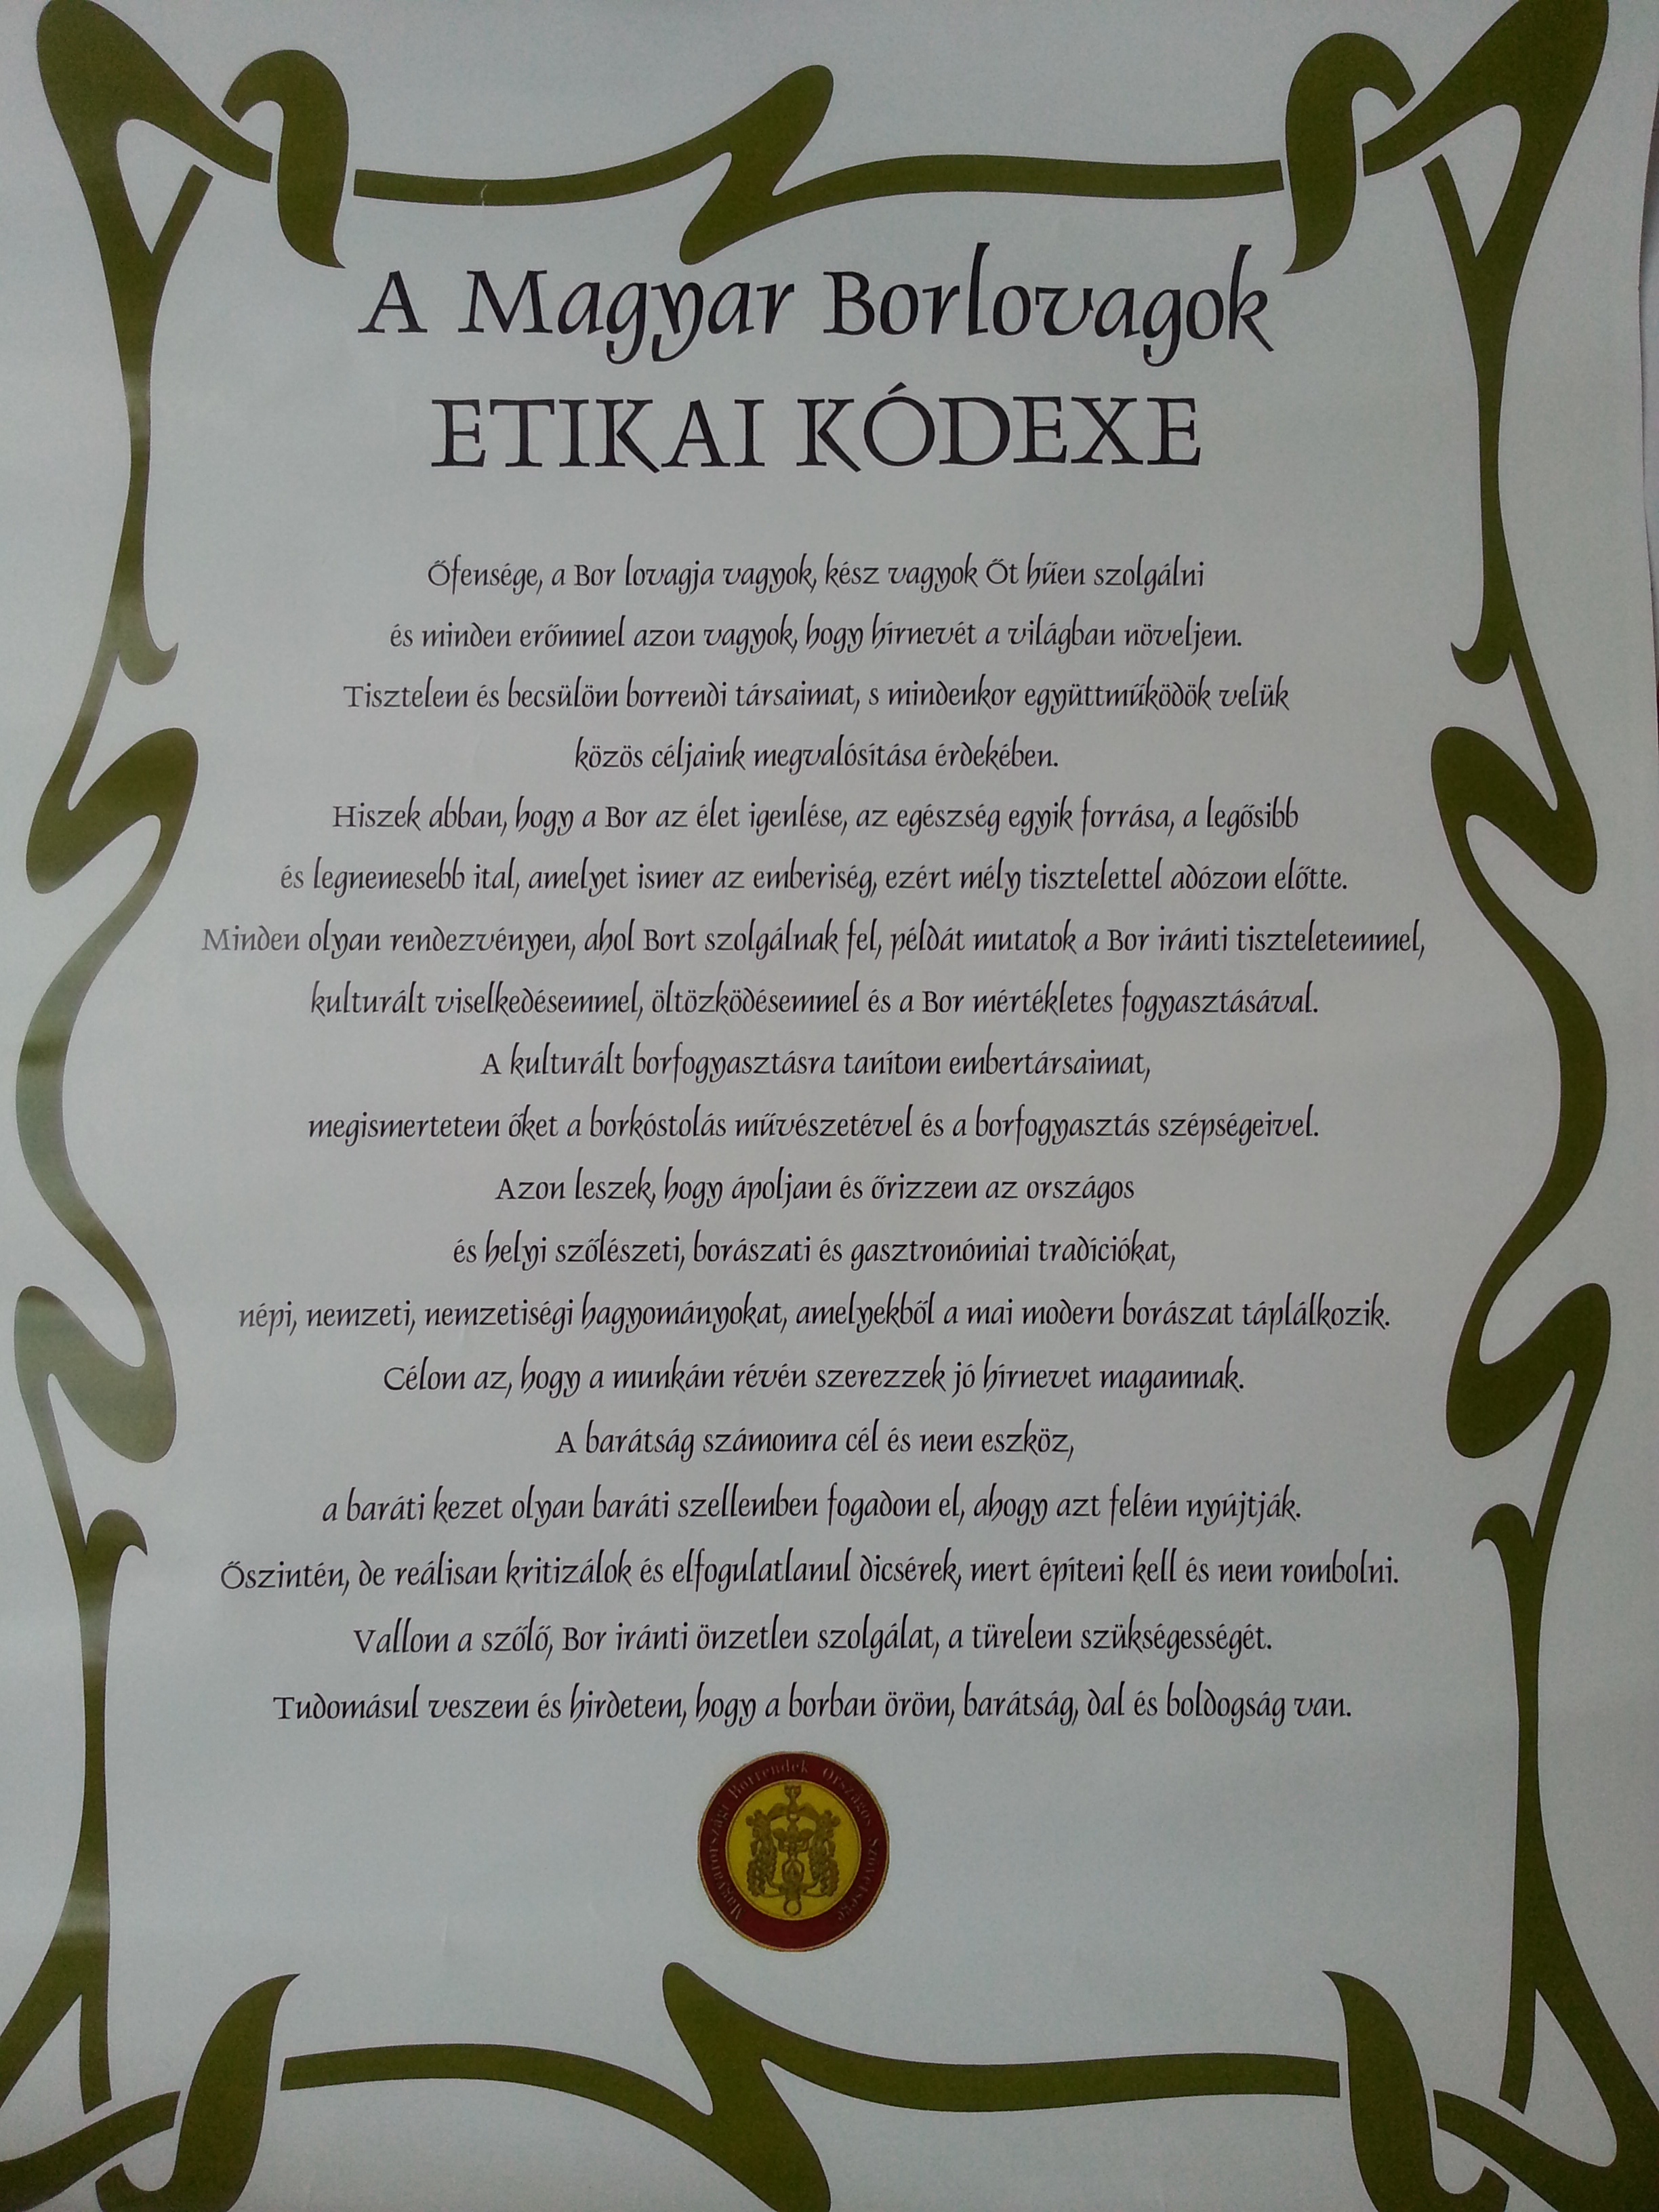 A Magyar Borlovagok
ETIKAI KÓDEXE
Őfensége, a Bor lovagja vagyok, kész vagyok Őt hűen szolgálni
és minden erőmmel azon vagyok, hogy hírnevét a világban növeljem.
Tisztelem és becsülöm borrendi társaimat, s mindenkor együttműködök velük
közös céljaink megvalósítása érdekében.
Hiszek abban, hogy a Bor az élet igenlése, az egészség egyik forrása, a legősibb
és legnemesebb ital, amelyet ismer az emberiség, ezért mély tisztelettel adózom előtte.
Minden olyan rendezvényen, ahol Bort szolgálnak fel, példát mutatok a Bor iránti tiszteletemmel,
kulturált viselkedésemmel, öltözködésemmel és a Bor mértékletes fogyasztásával.
A kulturált borfogyasztásra tanítom embertársaimat,
megismertetem őket a borkóstolás művészetével és a borfogyasztás szépségeivel.
Azon leszek, hogy ápoljam és őrizzem az országos
és helyi szőlészeti, borászati és gasztronómiai tradíciókat,
népi, nemzeti, nemzetiségi hagyományokat, amelyekből a mai modern borászat táplálkozik.
Célom az, hogy a munkám révén szerezzek jó hírnevet magamnak.
A barátság számomra cél és nem eszköz,
a baráti kezet olyan baráti szellemben fogadom el, ahogy azt felém nyújtják.
Őszintén, de reálisan kritizálok és elfogulatlanul dicsérek, mert építeni kell és nem rombolni.
Vallom a szőlő, Bor iránti önzetlen szolgálat, a türelem szükségességét.
Tudomásul veszem és hirdetem, hogy a borban öröm, barátság, dal és boldogság van.
Magyarországi Borrendek Országos Szövetsége